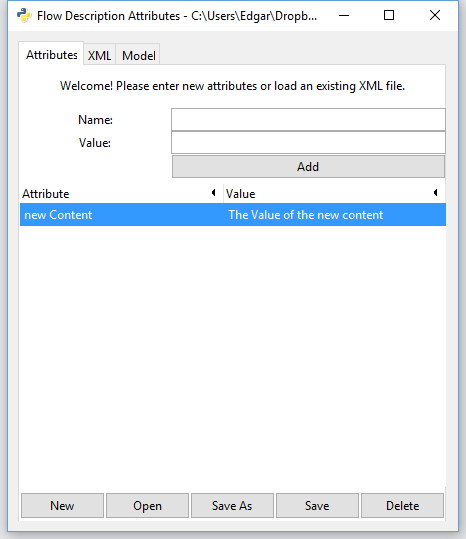 Flow Description Attributes - C:\Users\Edgar\Dropb...
Attributes XML Model
Welcome! Please enter new attributes or load an existing XML file.
Name:
Value:
Add
Attribute Value
new Content The Value of the new content
New Open Save As Save Delete